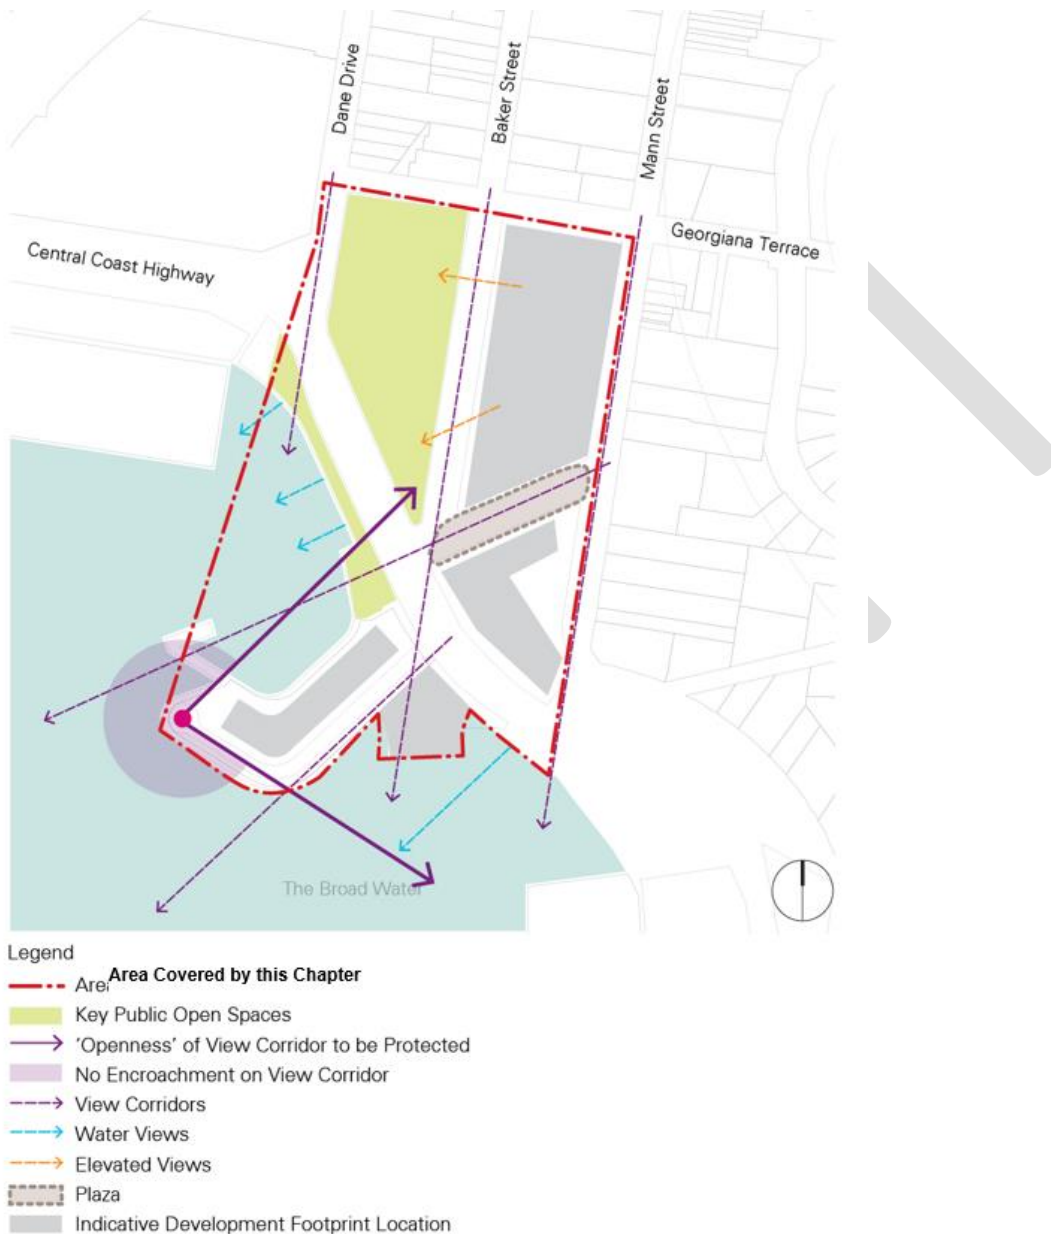 Dane Drive
Baker Street
Mann Street
Georgiana Terrace
Central Coast Highway
The Broad Water
Legend
Area Covered by this Chapter
Key Public Open Spaces
'Openness' of View Corridor to be Protected
No Encroachment on View Corridor
View Corridors
Water Views
Elevated Views
Plaza
Indicative Development Footprint Location